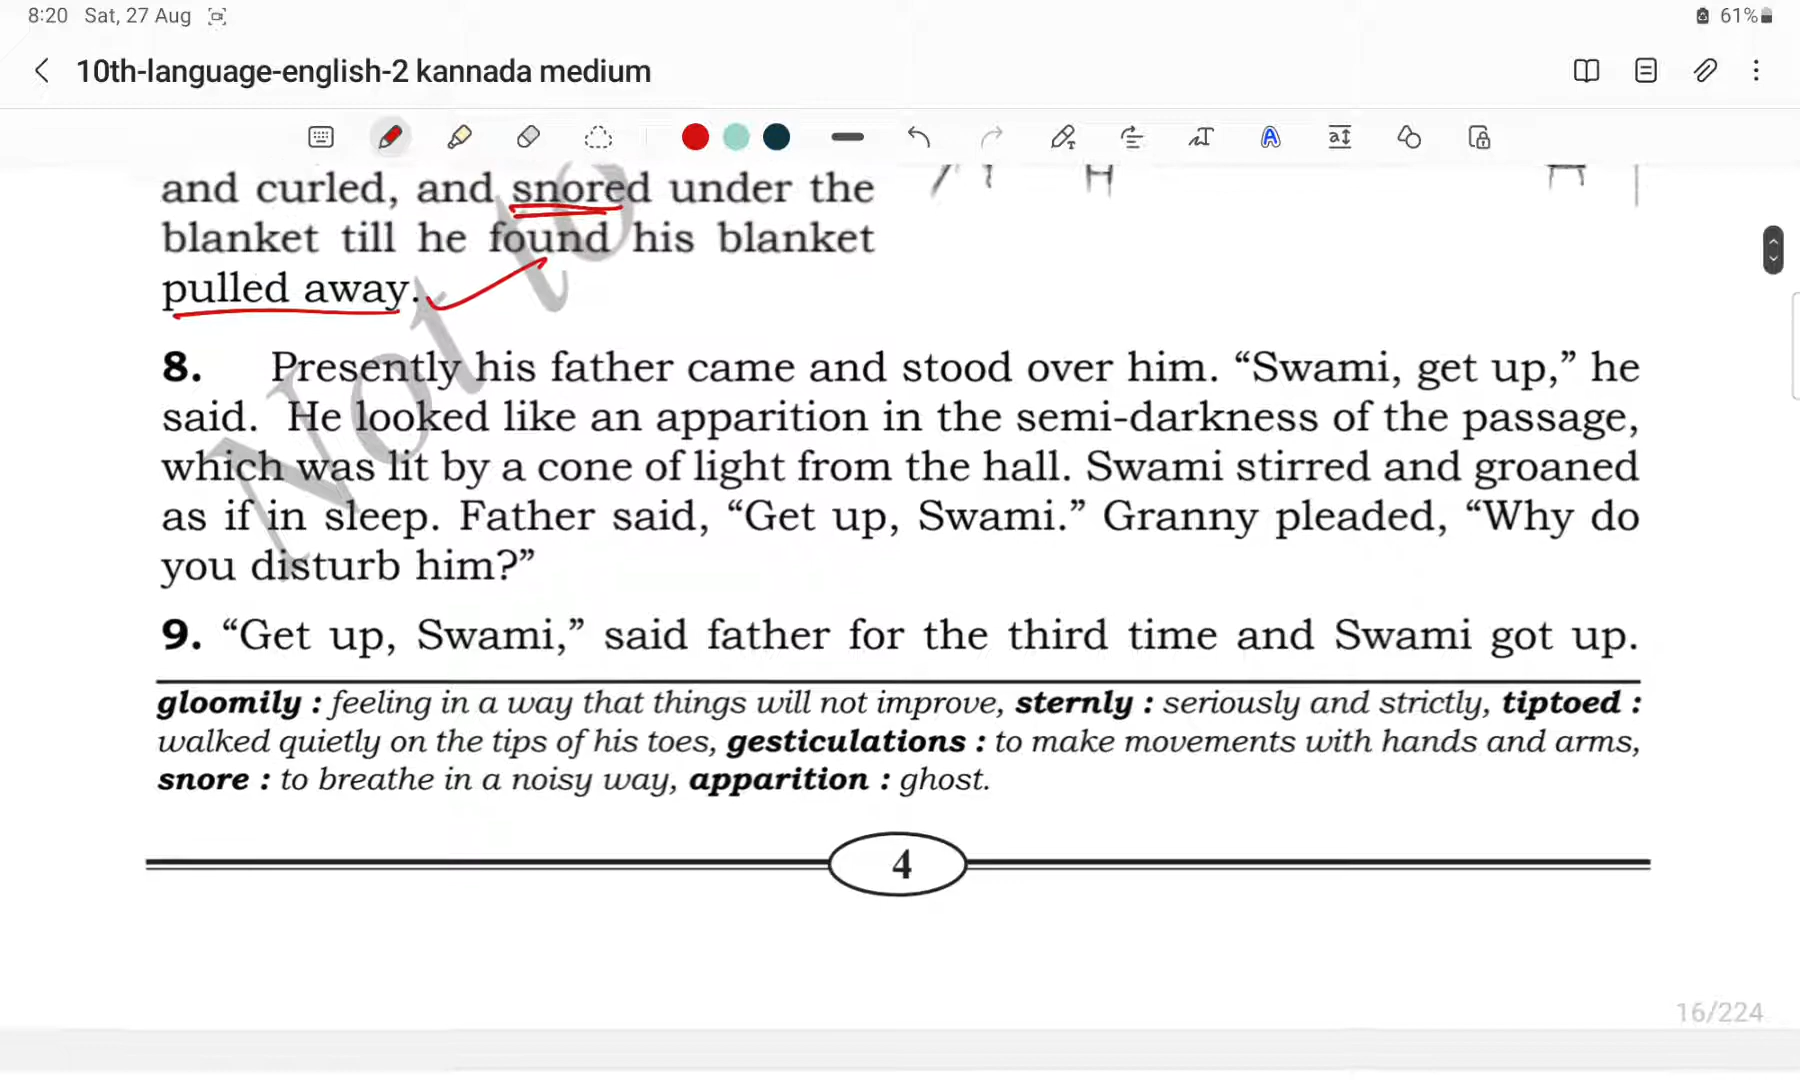 8:20 Sat, 27 Aug 61%
10th-language-english-2 kannada medium
and curled, and snored under the
blanket till he found his blanket
pulled away.
8. Presently his father came and stood over him. “Swami, get up,” he
said. He looked like an apparition in the semi-darkness of the passage,
which was lit by a cone of light from the hall. Swami stirred and groaned
as if in sleep. Father said, “Get up, Swami.” Granny pleaded, “Why do
you disturb him?”
9. “Get up, Swami,” said father for the third time and Swami got up.
gloomily : feeling in a way that things will not improve, sternly : seriously and strictly, tiptoed :
walked quietly on the tips of his toes, gesticulations : to make movements with hands and arms,
snore : to breathe in a noisy way, apparition : ghost.
4
16/224
Not to